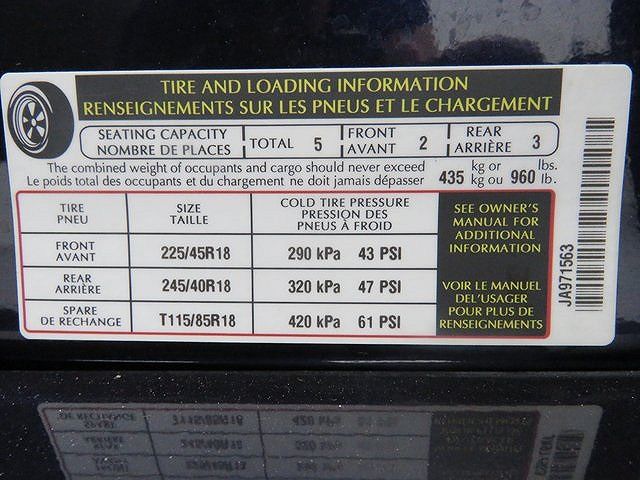 TIRE AND LOADING INFORMATION
RENSEIGNEMENTS SUR LES PNEUS ET LE CHARGEMENT
SEATING CAPACITY
NOMBRE DE PLACES
TOTAL 5
FRONT
AVANT 2
REAR
ARRIÈRE 3
The combined weight of occupants and cargo should never exceed
Le poids total des occupants et du chargement ne doit jamais dépasser
435 kg or
kg ou 960 lbs.
lb.
TIRE
PNEU
SIZE
TAILLE
COLD TIRE PRESSURE
PRESSION DES
PNEUS À FROID
FRONT
AVANT
225/45R18
290 kPa 43 PSI
REAR
ARRIÈRE
245/40R18
320 kPa 47 PSI
SPARE
DE RECHANGE
T115/85R18
420 kPa 61 PSI
SEE OWNER'S
MANUAL FOR
ADDITIONAL
INFORMATION
VOIR LE MANUEL
DEL'USAGER
POUR PLUS DE
RENSEIGNEMENTS
JA971563